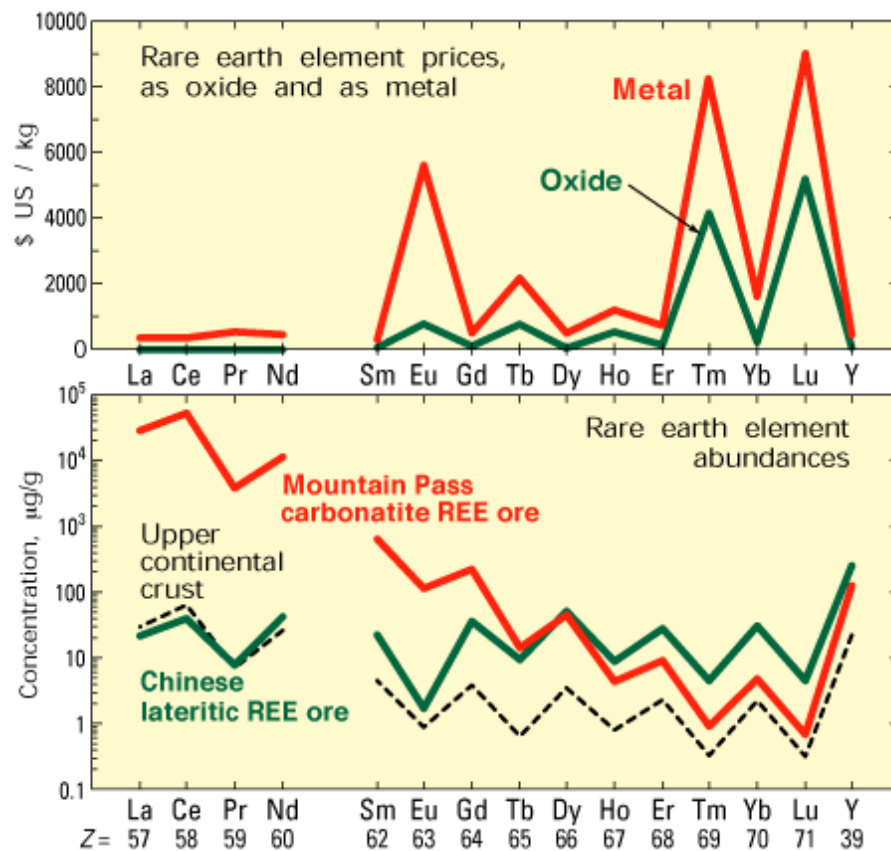 10000
8000
6000
4000
2000
0
$ US / kg
Rare earth element prices,
as oxide and as metal
Metal
Oxide
La Ce Pr Nd Sm Eu Gd Tb Dy Ho Er Tm Yb Lu Y
10⁵
10⁴
10³
100
10
1
0.1
Concentration, µg/g
Rare earth element
abundances
Mountain Pass
carbonatite REE ore
Upper
continental
crust
Chinese
lateritic REE ore
La Ce Pr Nd Sm Eu Gd Tb Dy Ho Er Tm Yb Lu Y
Z= 57 58 59 60 62 63 64 65 66 67 68 69 70 71 39